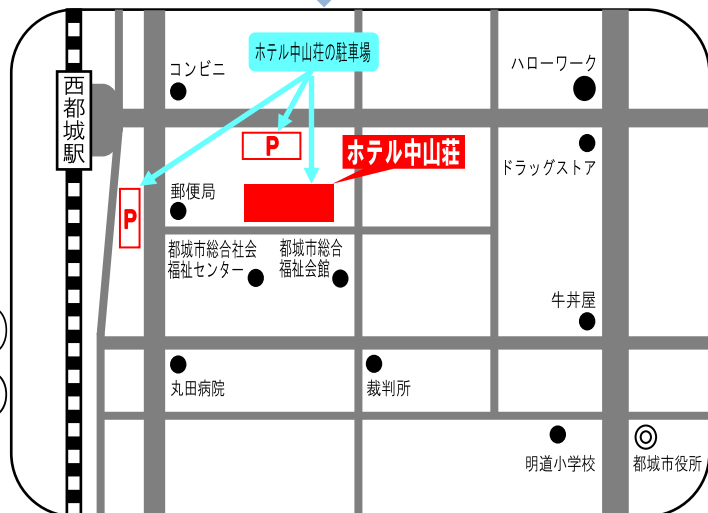 ホテル中山荘の駐車場
コンビニ
ハローワーク
西都城駅
P
ホテル中山荘
ドラッグストア
郵便局
P
都城市総合社会
福祉センター
都城市総合
福祉会館
牛丼屋
丸田病院
裁判所
明道小学校
都城市役所